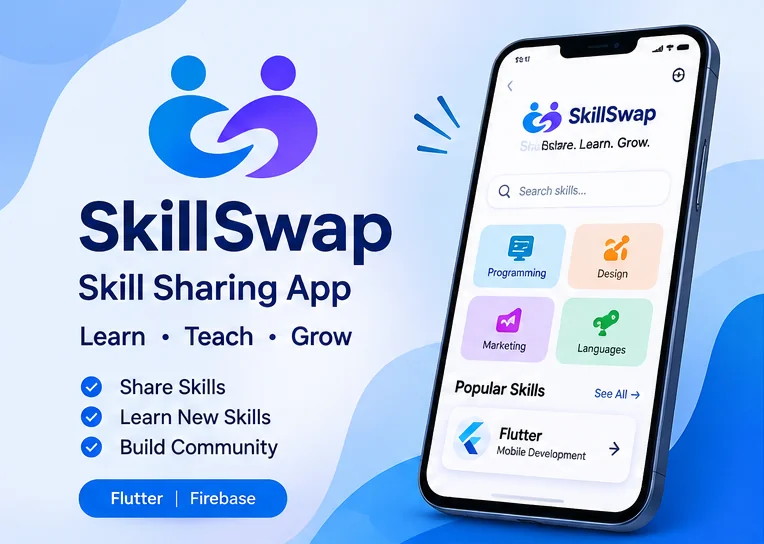 SkillSwap
Skill Sharing App
Learn • Teach • Grow
Share Skills
Learn New Skills
Build Community
Flutter | Firebase
SkillSwap
Learn. Grow.
Search skills...
Programming
Design
Marketing
Languages
Popular Skills
See All →
Flutter
Mobile Development